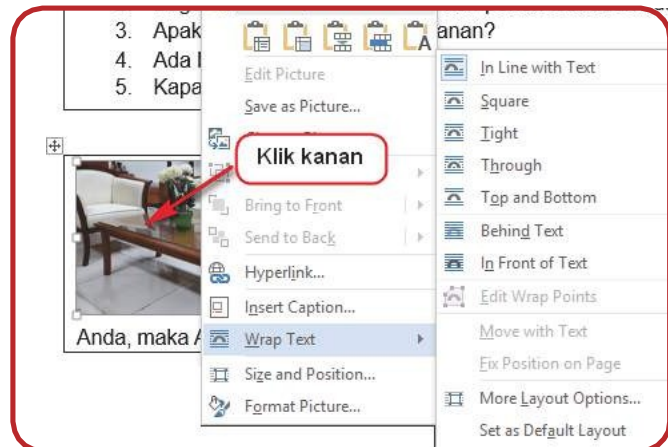 3. Apak
anan?
4. Ada
5. Kapa
Anda, maka A
Klik kanan
A
Edit Picture
Save as Picture...
Bring to Front
Send to Back
Hyperlink...
Insert Caption...
Wrap Text
Size and Position...
Format Picture...
In Line with Text
Square
Tight
Through
Top and Bottom
Behind Text
In Front of Text
Edit Wrap Points
Move with Text
Fix Position on Page
More Layout Options...
Set as Default Layout